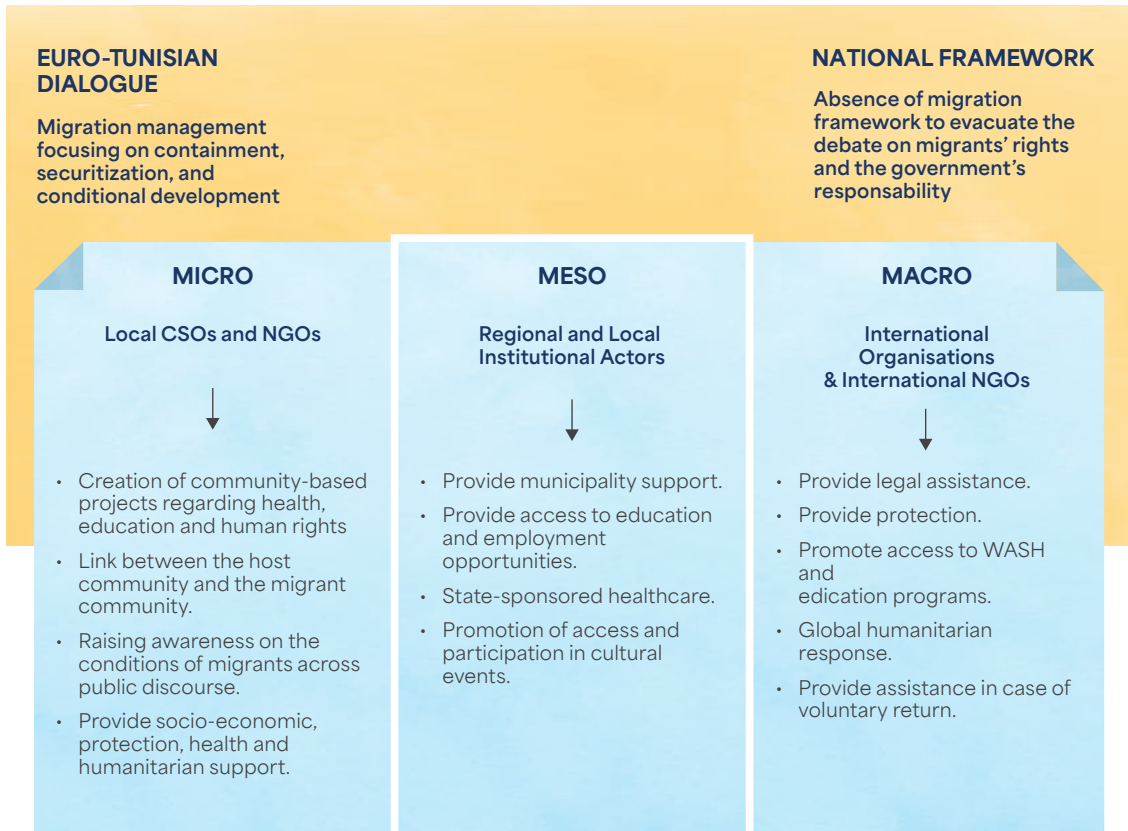 EURO-TUNISIAN
DIALOGUE
Migration management
focusing on containment,
securitization, and
conditional development
NATIONAL FRAMEWORK
Absence of migration
framework to evacuate the
debate on migrants' rights
and the government's
responsability
MICRO
Local CSOs and NGOs
• Creation of community-based
projects regarding health,
education and human rights
• Link between the host
community and the migrant
community.
• Raising awareness on the
conditions of migrants across
public discourse.
• Provide socio-economic,
protection, health and
humanitarian support.
MESO
Regional and Local
Institutional Actors
• Provide municipality support.
• Provide access to education
and employment
opportunities.
• State-sponsored healthcare.
• Promotion of access and
participation in cultural
events.
MACRO
International
Organisations
& International NGOs
• Provide legal assistance.
• Provide protection.
• Promote access to WASH
and
edication programs.
• Global humanitarian
response.
• Provide assistance in case of
voluntary return.